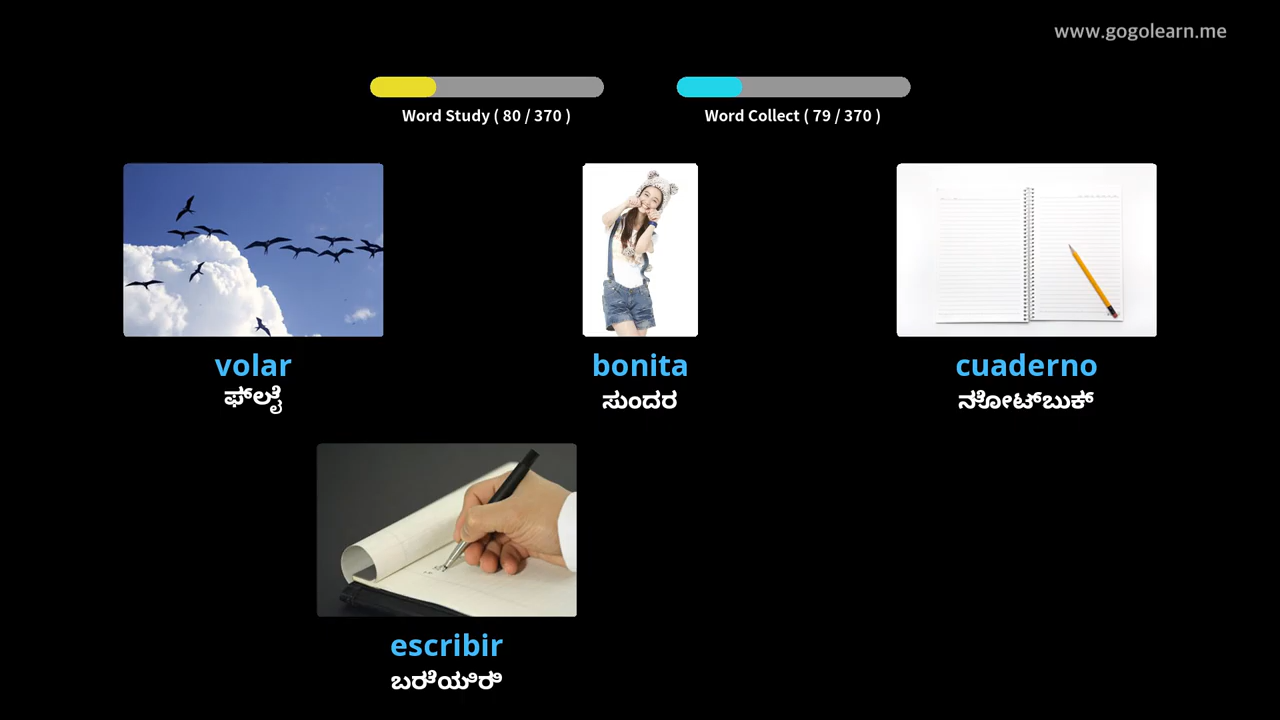 www.gogolearn.me
Word Study ( 80 / 370 )
Word Collect ( 79 / 370 )
volar
ಫ್ಲೈ
bonita
ಸುಂದರ
cuaderno
ನೋಟ್‌ಬುಕ್
escribir
ಬರೆಯಿರಿ